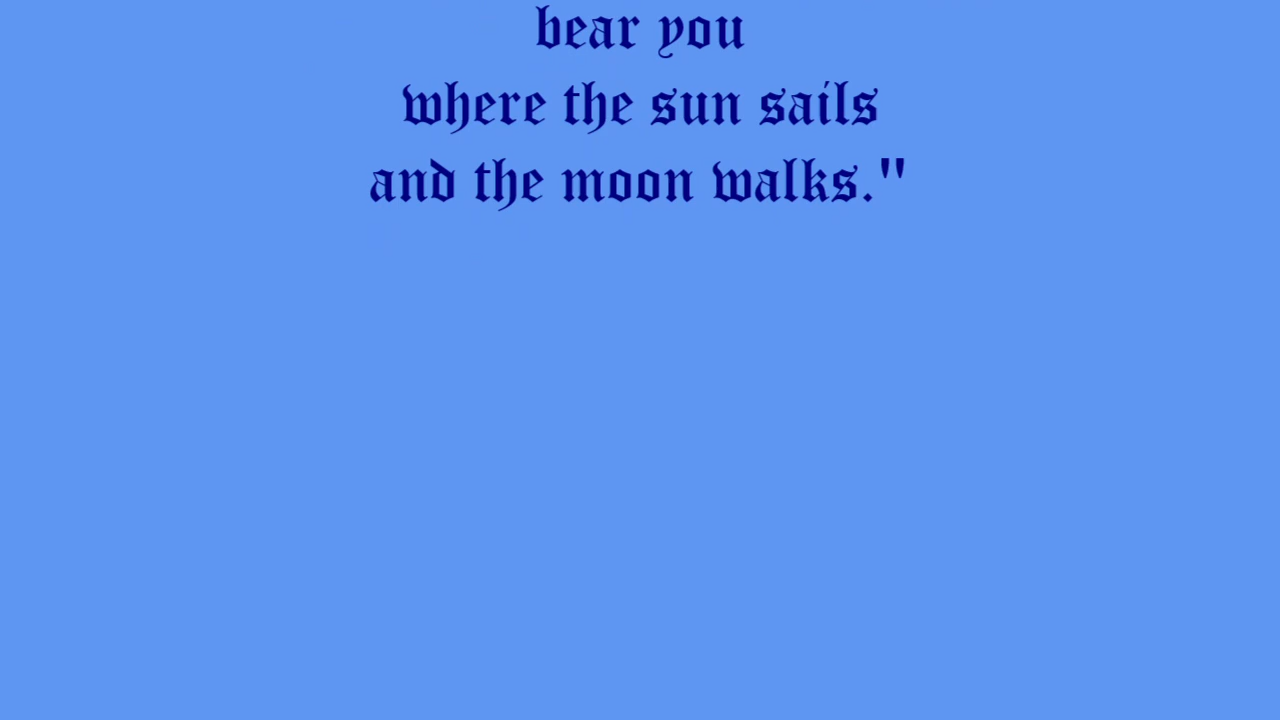 bear you
where the sun sails
and the moon walks."